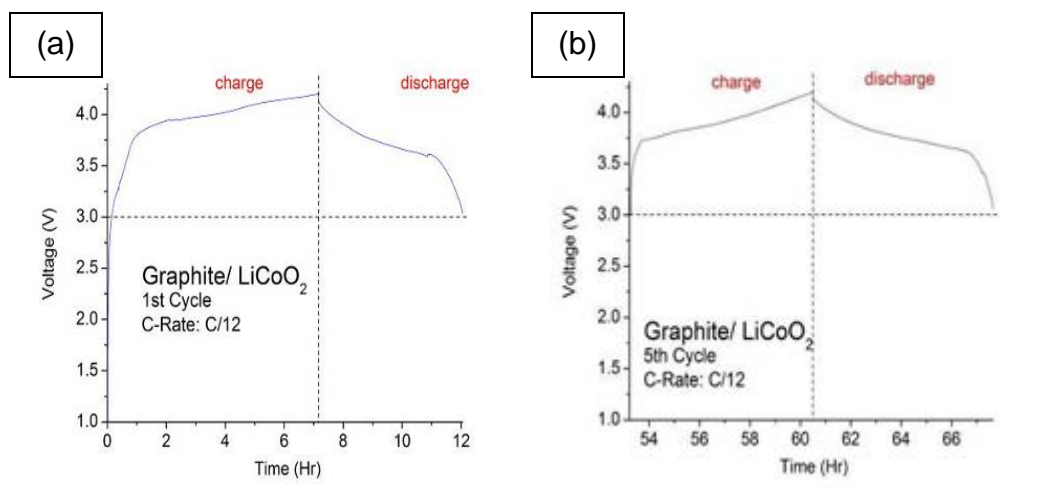 (a)
charge discharge
4.0
3.5
3.0
2.5
2.0
1.5
1.0
Voltage (V)
Graphite/ LiCoO2
1st Cycle
C-Rate: C/12
0 2 4 6 8 10 12
Time (Hr)
(b)
charge discharge
4.0
3.5
3.0
2.5
2.0
1.5
1.0
Voltage (V)
Graphite/ LiCoO2
5th Cycle
C-Rate: C/12
54 56 58 60 62 64 66
Time (Hr)